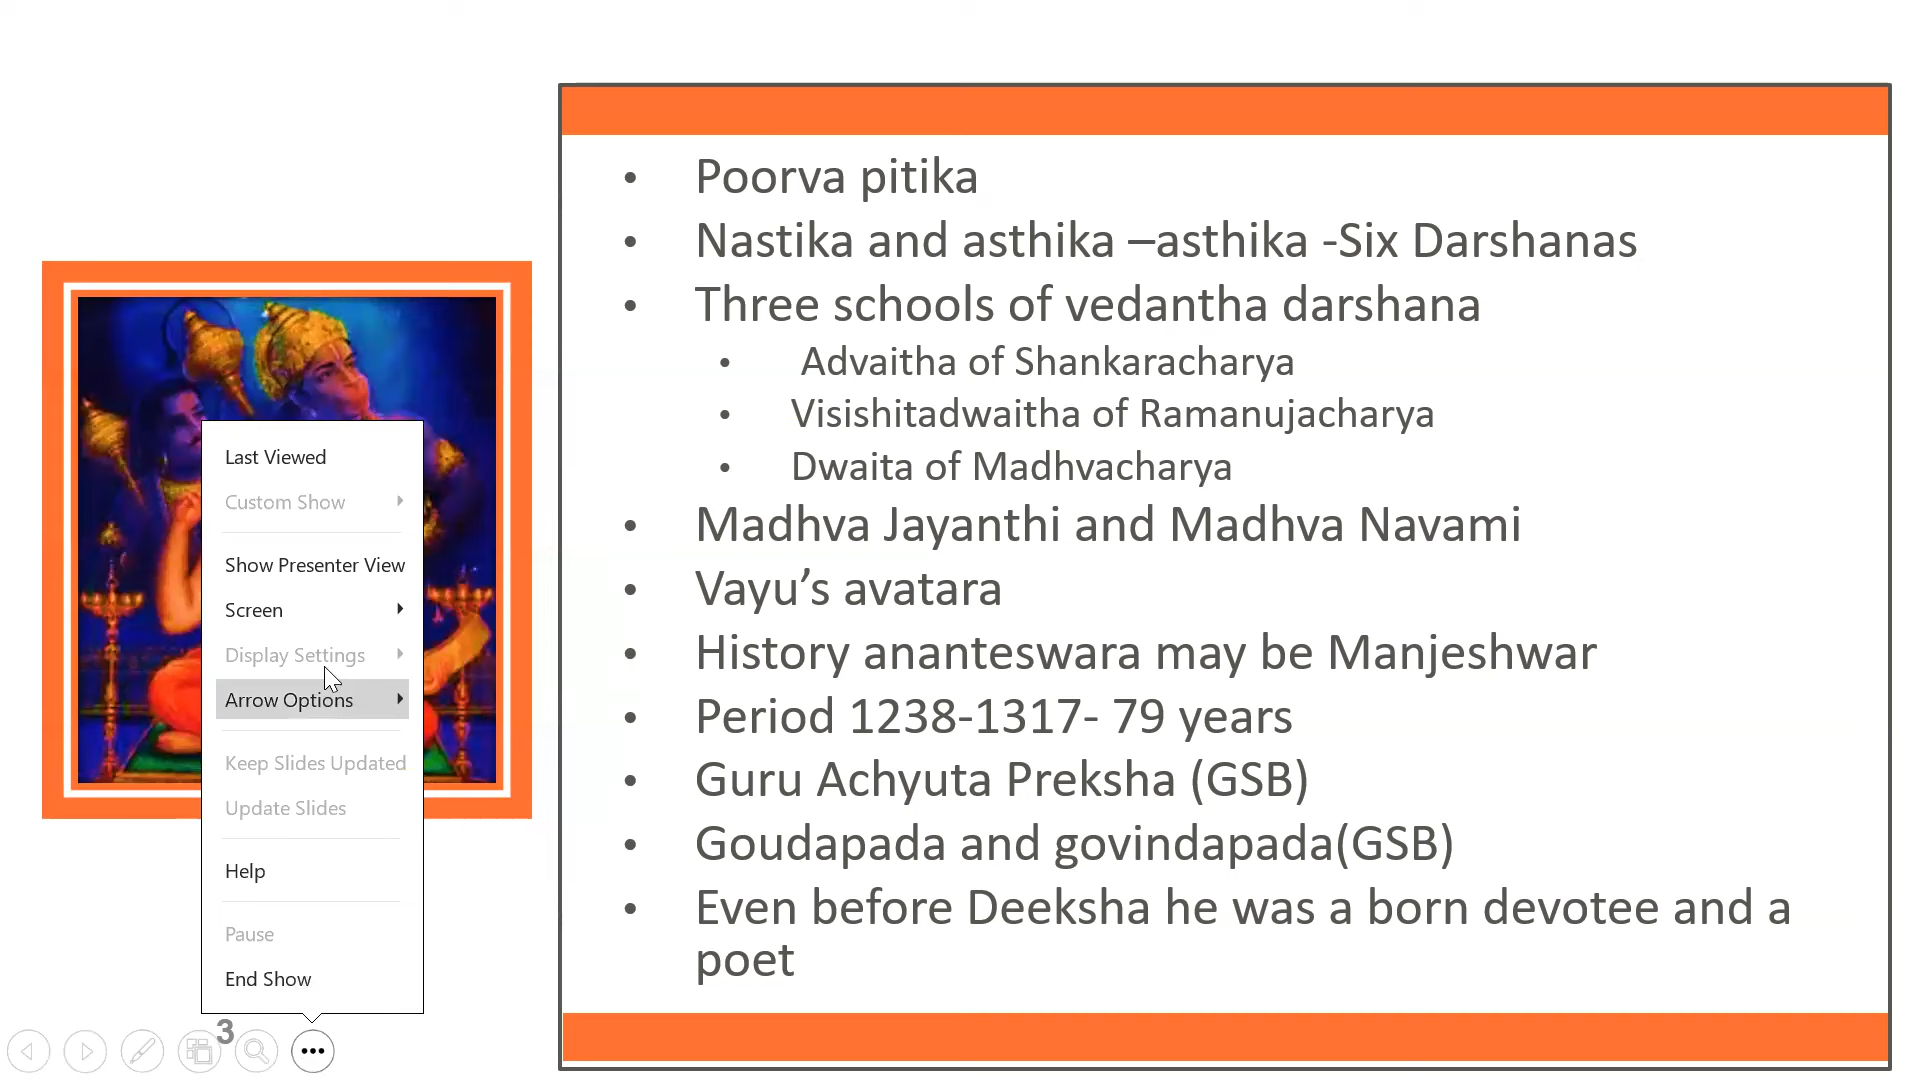 • Poorva pitika
• Nastika and asthika –asthika -Six Darshanas
• Three schools of vedantha darshana
• Advaitha of Shankaracharya
• Visishitadwaitha of Ramanujacharya
• Dwaita of Madhvacharya
• Madhva Jayanthi and Madhva Navami
• Vayu’s avatara
• History ananteswara may be Manjeshwar
• Period 1238-1317- 79 years
• Guru Achyuta Preksha (GSB)
• Goudapada and govindapada(GSB)
• Even before Deeksha he was a born devotee and a
poet
Last Viewed
Custom Show
Show Presenter View
Screen
Display Settings
Arrow Options
Keep Slides Updated
Update Slides
Help
Pause
End Show
3